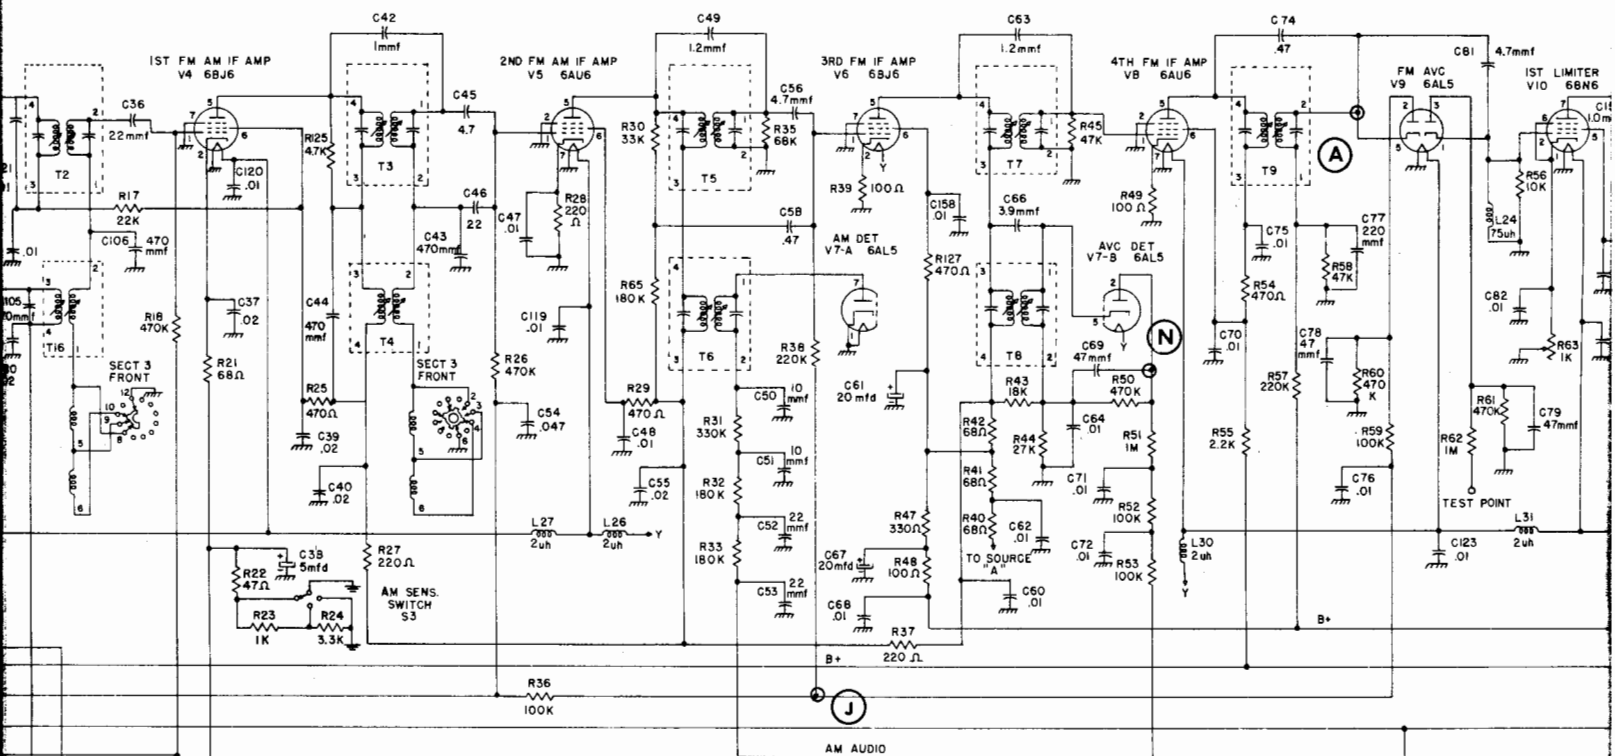 C42
1mmf
C49
1.2mmf
C63
1.2mmf
C74
.47
C81 4.7mmf
1ST FM AM IF AMP
V4 6BJ6
2ND FM AM IF AMP
V5 6AU6
3RD FM IF AMP
V6 6BJ6
4TH FM IF AMP
V8 6AU6
FM AVC
V9 6AL5
1ST LIMITER
V10 6BN6
C36
22mmf
C45
4.7
C56
4.7mmf
R125
4.7K
R30
33K
R35
68K
R45
47K
C120
.01
T2
T3
T5
T7
T9
A
R17
22K
C46
22
C47
.01
R28
220
Ω
R39
100Ω
C158
.01
C66
3.9mmf
R49
100Ω
R56
10K
L24
75uh
C106
470
mmf
C43
470mmf
C58
.47
AM DET
V7-A 6AL5
AVC DET
V7-B 6AL5
C75
.01
C77
220
mmf
R58
47K
.01
R127
470Ω
R54
470Ω
R65
180K
C37
.02
C44
470
mmf
C119
.01
R18
470K
T16
T4
T6
T8
N
C70
.01
C78
47
mmf
C82
.01
R63
1K
R38
220K
R21
68Ω
SECT 3
FRONT
SECT 3
FRONT
R26
470K
C69
47mmf
R57
220K
R60
470
K
R25
470Ω
R29
470Ω
C50
10
mmf
C61
20mfd
R43
18K
R50
470K
R61
470K
C79
47mmf
C54
.047
R31
330K
R42
68Ω
C64
.01
R44
27K
R51
1M
R55
2.2K
R59
100K
R62
1M
C39
.02
C48
.01
C40
.02
C55
.02
C51
10
mmf
R32
180K
R41
68Ω
C71
.01
C76
.01
TEST POINT
R52
100K
L27
2uh
L26
2uh
Y
C52
22
mmf
R47
330Ω
R40
68Ω
C62
.01
TO SOURCE
"A"
C72
.01
L30
2uh
Y
C123
.01
L31
2uh
C38
5mfd
R27
220Ω
R33
180K
C67
20mfd
R48
100Ω
R53
100K
R22
47Ω
AM SENS.
SWITCH
S3
C53
22
mmf
C68
.01
C60
.01
R23
1K
R24
3.3K
R37
220Ω
B+
B+
R36
100K
J
AM AUDIO